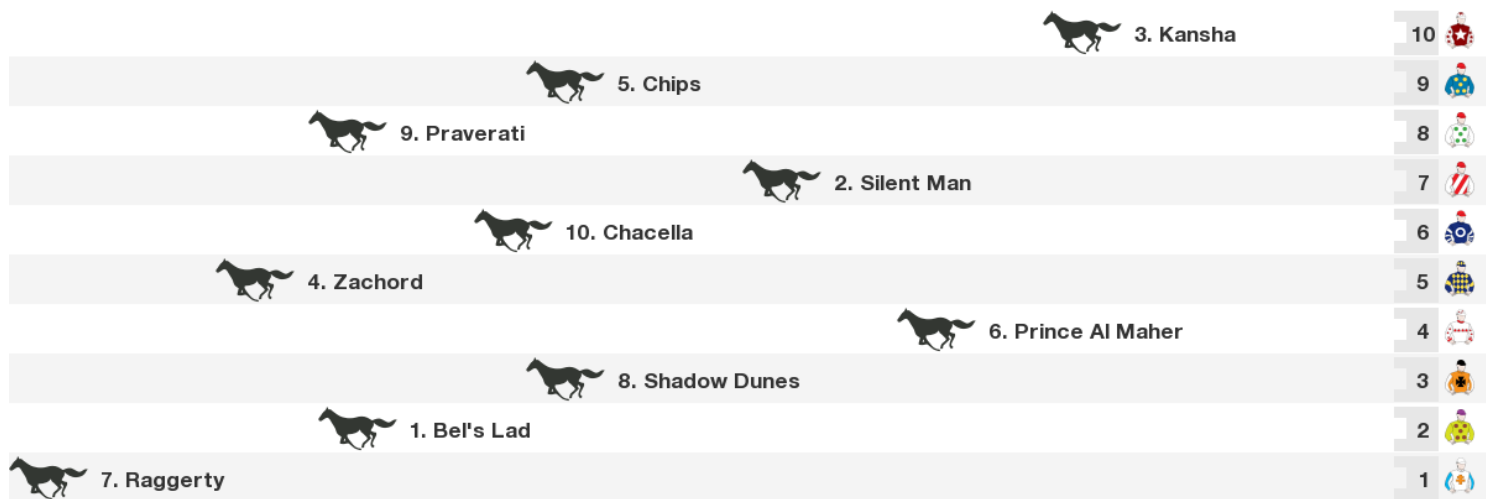 3. Kansha 10
5. Chips 9
9. Praverati 8
2. Silent Man 7
10. Chacella 6
4. Zachord 5
6. Prince Al Maher 4
8. Shadow Dunes 3
1. Bel's Lad 2
7. Raggerty 1